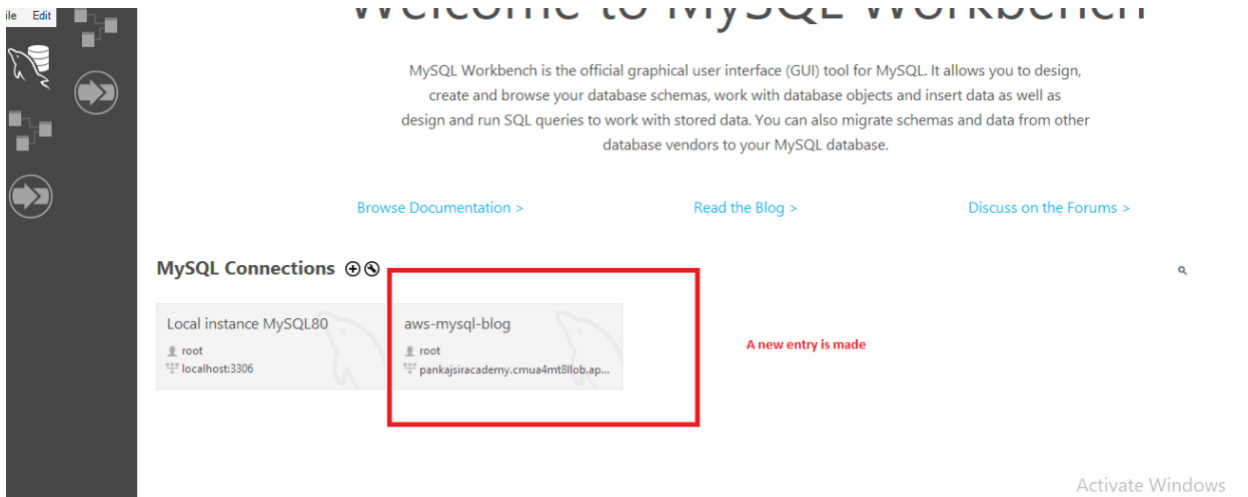 ile Edit
Welcome to MySQL Workbench
MySQL Workbench is the official graphical user interface (GUI) tool for MySQL. It allows you to design,
create and browse your database schemas, work with database objects and insert data as well as
design and run SQL queries to work with stored data. You can also migrate schemas and data from other
database vendors to your MySQL database.
Browse Documentation > Read the Blog > Discuss on the Forums >
MySQL Connections
Local instance MySQL80
root
localhost:3306
aws-mysql-blog
root
pankajsiracademy.cmua4mt8llob.ap...
A new entry is made
Activate Windows